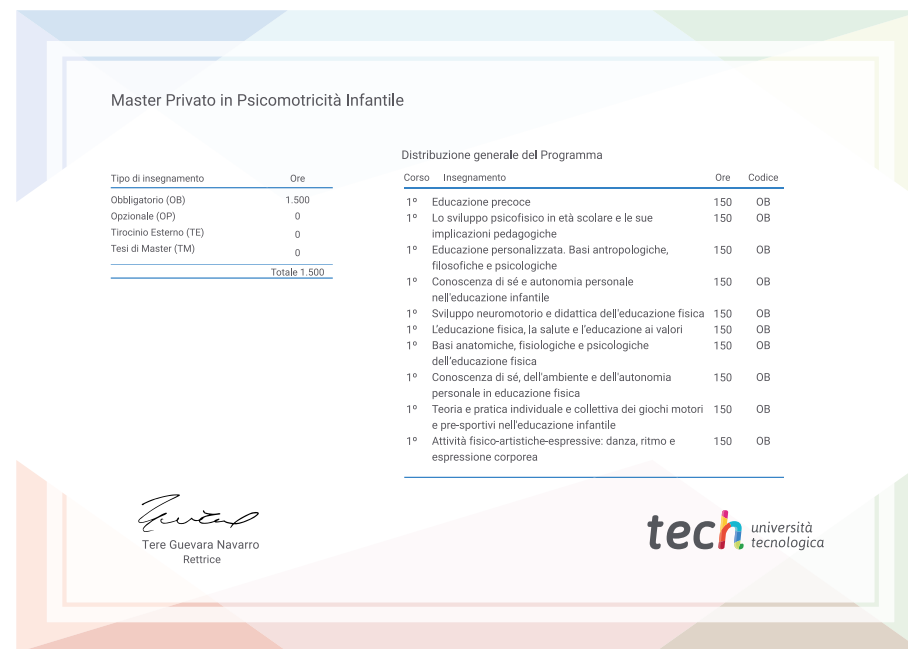 Master Privato in Psicomotricità Infantile
Tipo di insegnamento Ore
Obbligatorio (OB) 1.500
Opzionale (OP) 0
Tirocinio Esterno (TE) 0
Tesi di Master (TM) 0
Totale 1.500
Distribuzione generale del Programma
Corso Insegnamento Ore Codice
1º Educazione precoce 150 OB
1º Lo sviluppo psicofisico in età scolare e le sue 150 OB
implicazioni pedagogiche
1º Educazione personalizzata. Basi antropologiche, 150 OB
filosofiche e psicologiche
1º Conoscenza di sé e autonomia personale 150 OB
nell'educazione infantile
1º Sviluppo neuromotorio e didattica dell'educazione fisica 150 OB
1º L'educazione fisica, la salute e l'educazione ai valori 150 OB
1º Basi anatomiche, fisiologiche e psicologiche 150 OB
dell'educazione fisica
1º Conoscenza di sé, dell'ambiente e dell'autonomia 150 OB
personale in educazione fisica
1º Teoria e pratica individuale e collettiva dei giochi motori 150 OB
e pre-sportivi nell'educazione infantile
1º Attività fisico-artistiche-espressive: danza, ritmo e 150 OB
espressione corporea
Tere Guevara Navarro
Rettrice
tech università
tecnologica